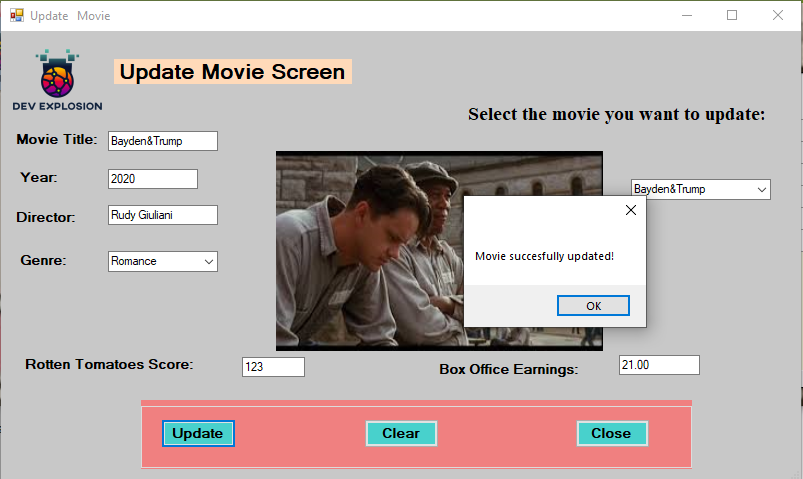 Update Movie
Update Movie Screen
DEV EXPLOSION
Select the movie you want to update:
Movie Title:
Bayden&Trump
Year:
2020
Bayden&Trump
Director:
Rudy Giuliani
Genre:
Romance
Movie succesfully updated!
OK
Rotten Tomatoes Score:
123
Box Office Earnings:
21.00
Update
Clear
Close